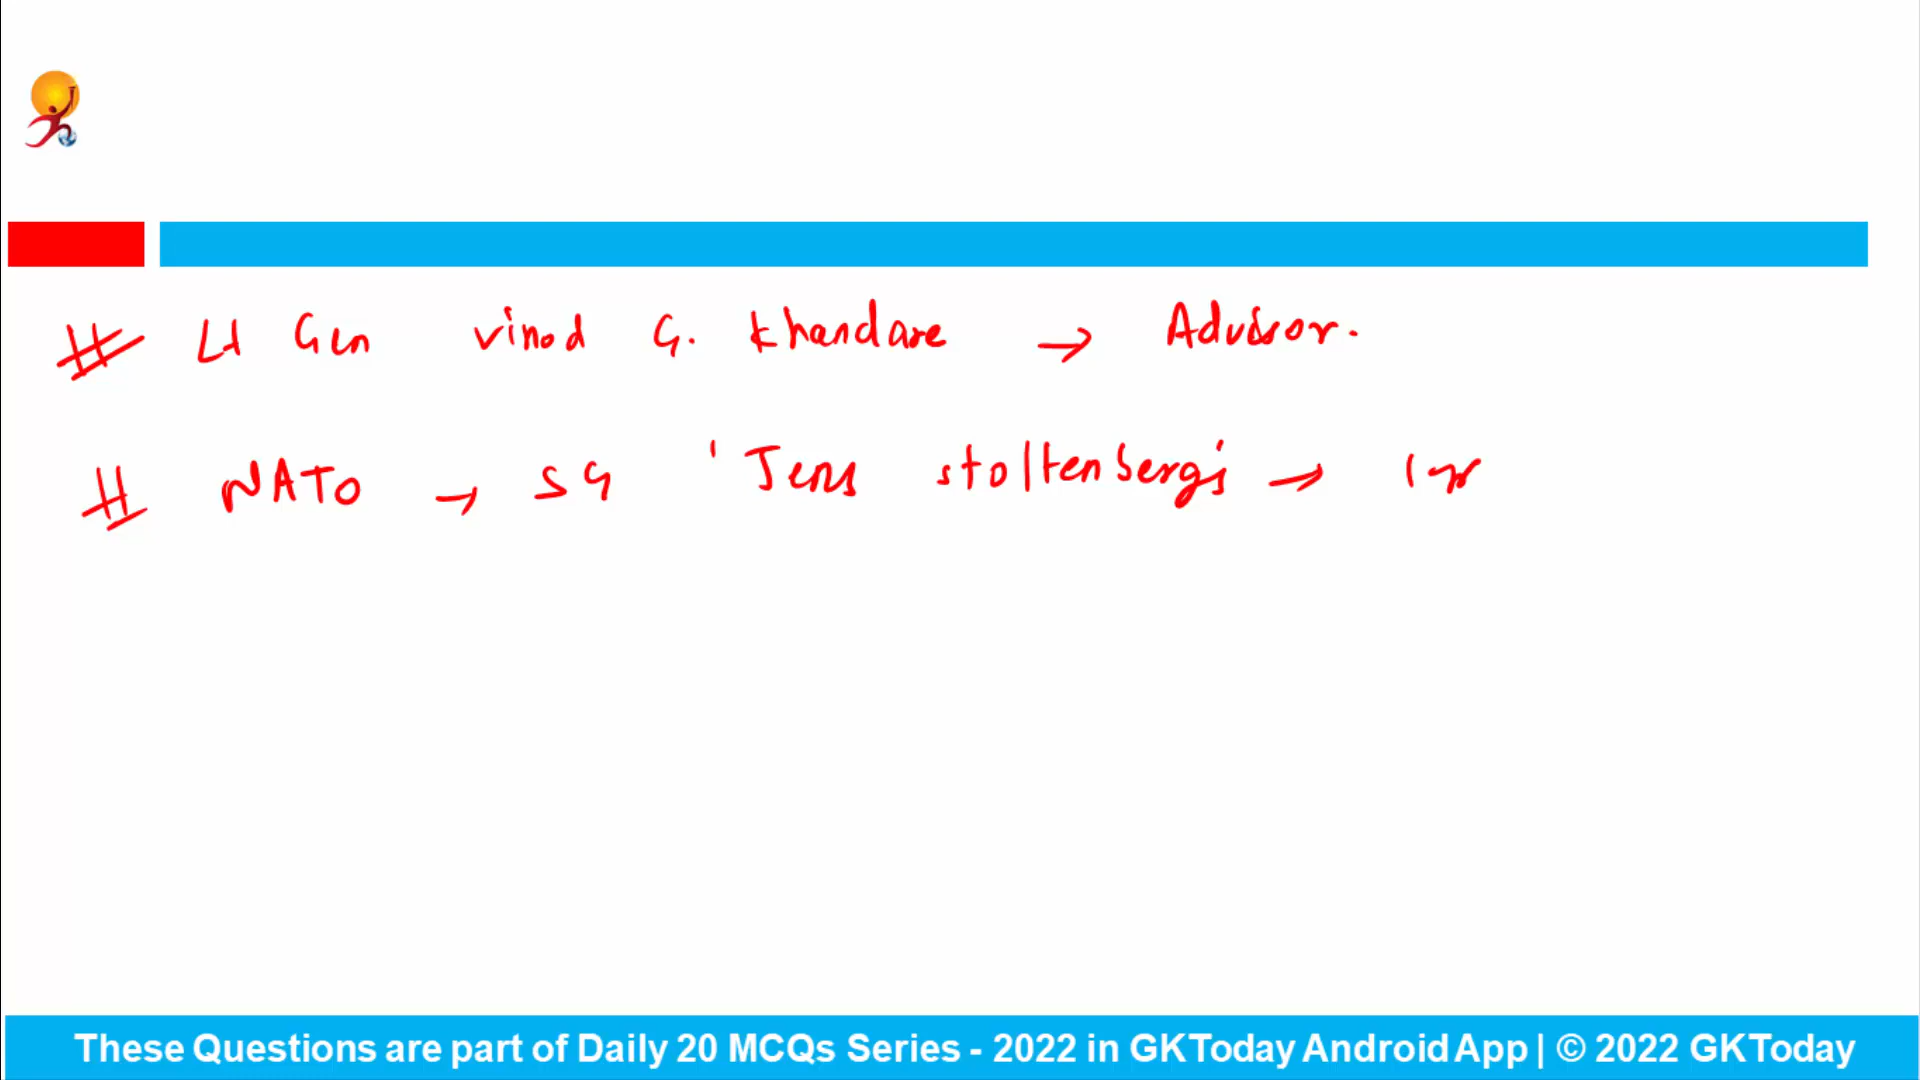 # Lt Gen vinod G. Khandare → Advisor.
# NATO → SG 'Jens stoltenberg's → 1yr
These Questions are part of Daily 20 MCQs Series - 2022 in GKToday Android App | © 2022 GKToday